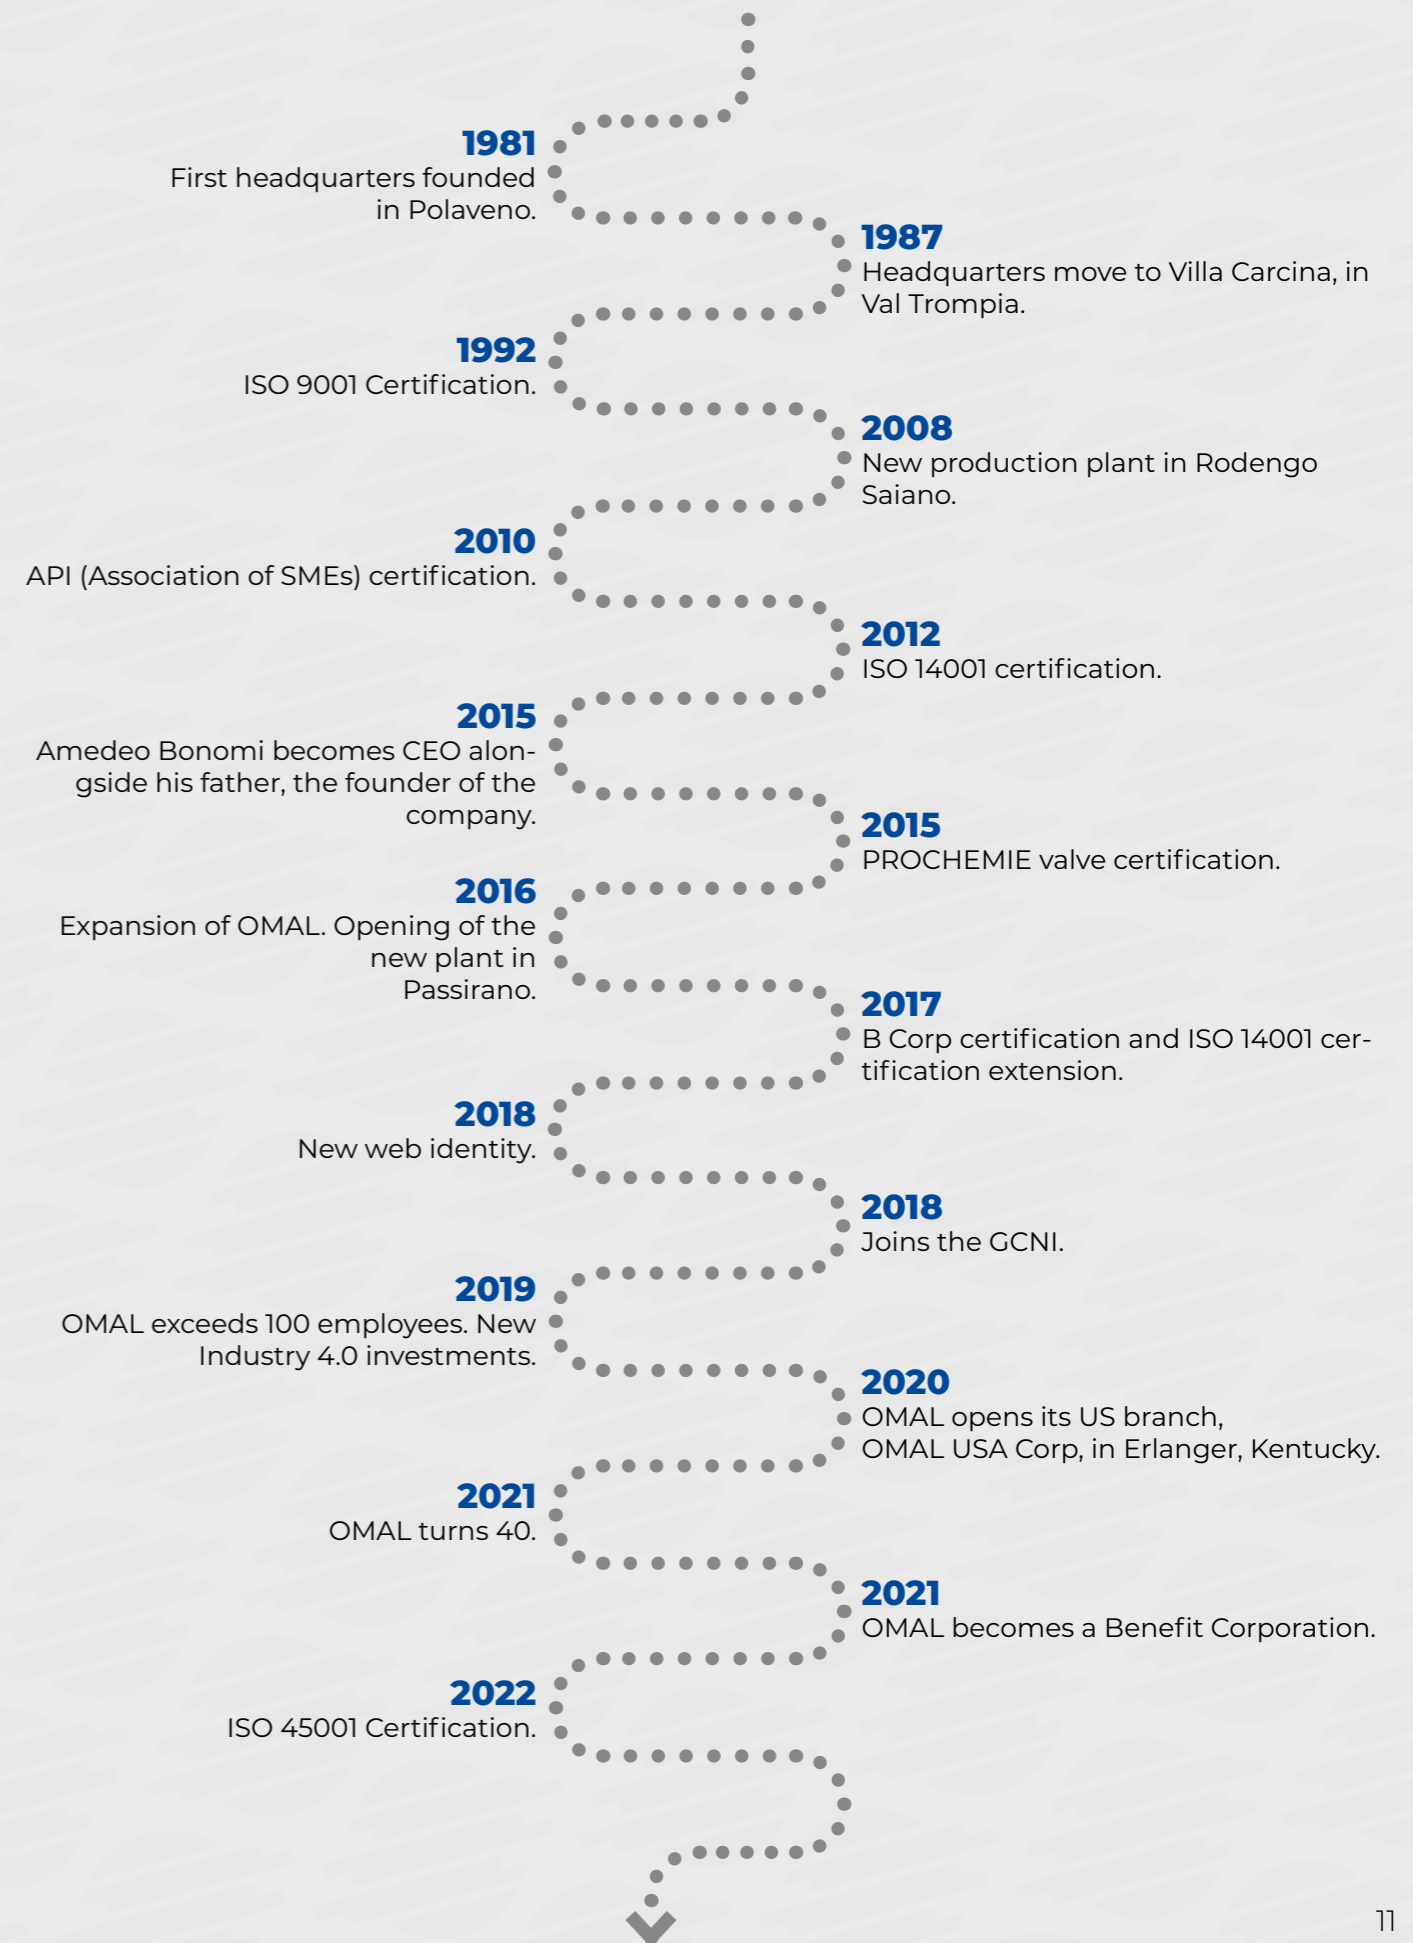 1981
First headquarters founded
in Polaveno.
1987
Headquarters move to Villa Carcina, in
Val Trompia.
1992
ISO 9001 Certification.
2008
New production plant in Rodengo
Saiano.
2010
API (Association of SMEs) certification.
2012
ISO 14001 certification.
2015
Amedeo Bonomi becomes CEO alon-
gside his father, the founder of the
company.
2015
PROCHEMIE valve certification.
2016
Expansion of OMAL. Opening of the
new plant in
Passirano.
2017
B Corp certification and ISO 14001 cer-
tification extension.
2018
New web identity.
2018
Joins the GCNI.
2019
OMAL exceeds 100 employees. New
Industry 4.0 investments.
2020
OMAL opens its US branch,
OMAL USA Corp, in Erlanger, Kentucky.
2021
OMAL turns 40.
2021
OMAL becomes a Benefit Corporation.
2022
ISO 45001 Certification.
11